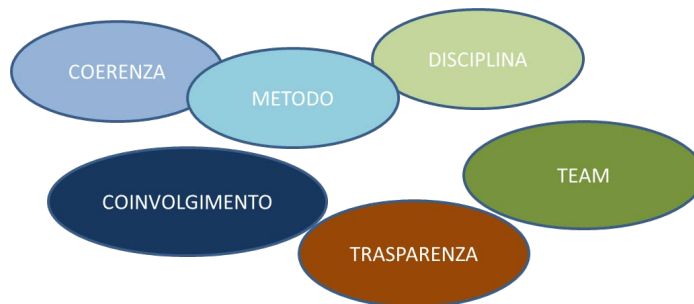 COERENZA
METODO
DISCIPLINA
COINVOLGIMENTO
TRASPARENZA
TEAM